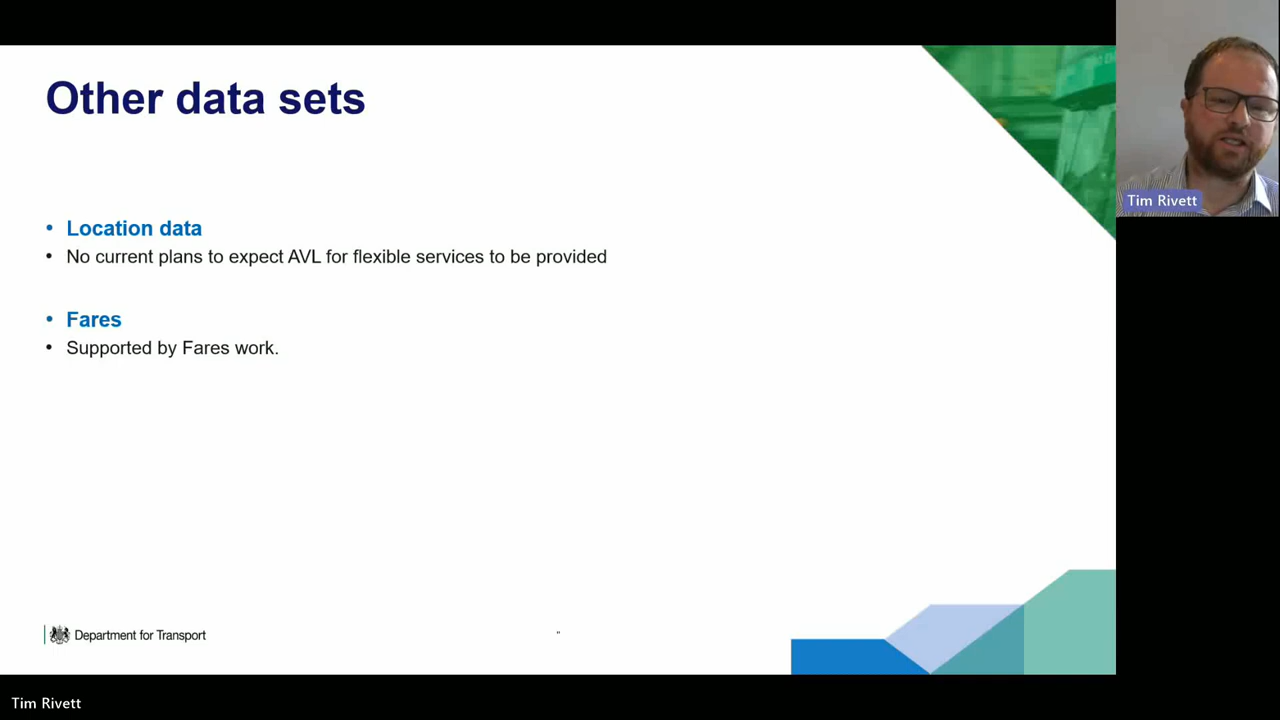 Other data sets
• Location data
• No current plans to expect AVL for flexible services to be provided
• Fares
• Supported by Fares work.
Department for Transport
"
Tim Rivett
Tim Rivett